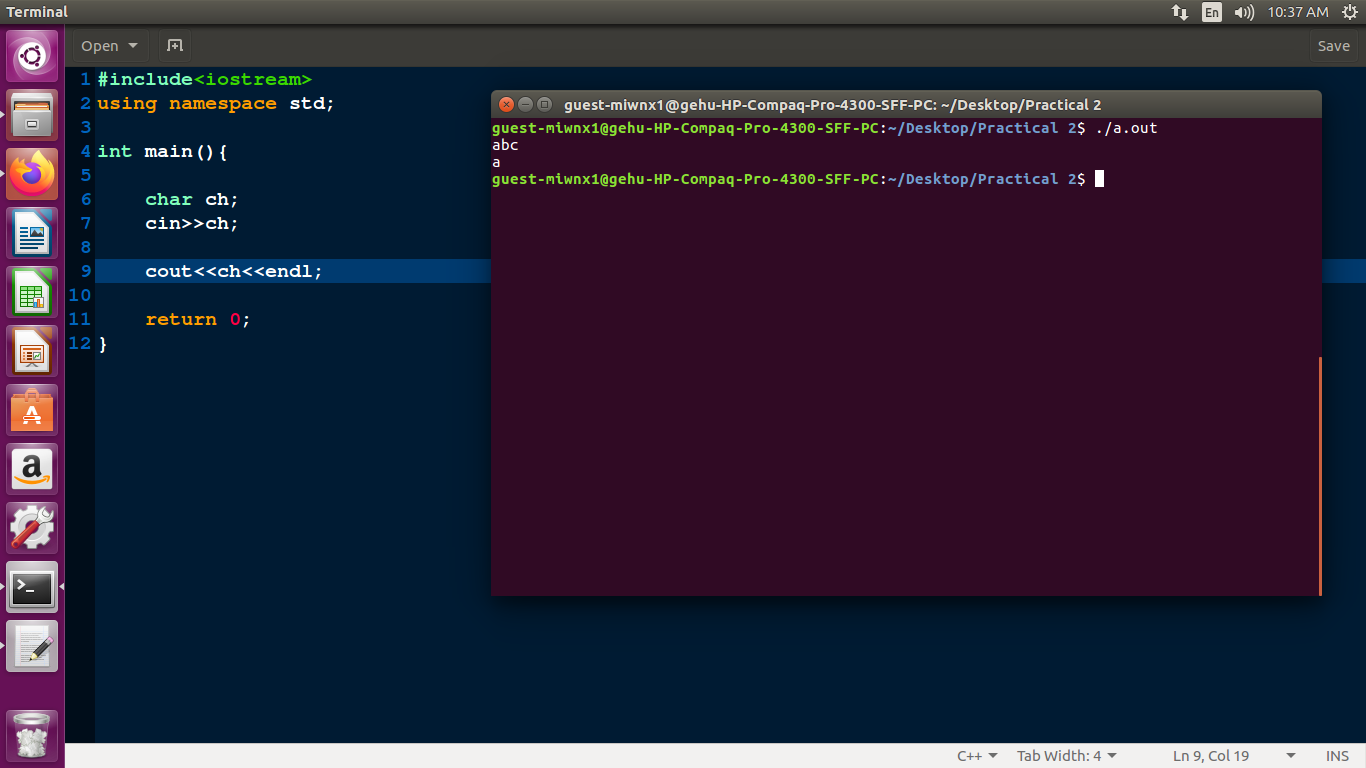 Terminal
En
10:37 AM
Open
Save
1 #include<iostream>
2 using namespace std;
3
4 int main(){
5
6     char ch;
7     cin>>ch;
8
9     cout<<ch<<endl;
10
11     return 0;
12 }
guest-miwnx1@gehu-HP-Compaq-Pro-4300-SFF-PC: ~/Desktop/Practical 2
guest-miwnx1@gehu-HP-Compaq-Pro-4300-SFF-PC:~/Desktop/Practical 2$ ./a.out
abc
a
guest-miwnx1@gehu-HP-Compaq-Pro-4300-SFF-PC:~/Desktop/Practical 2$
C++
Tab Width: 4
Ln 9, Col 19
INS